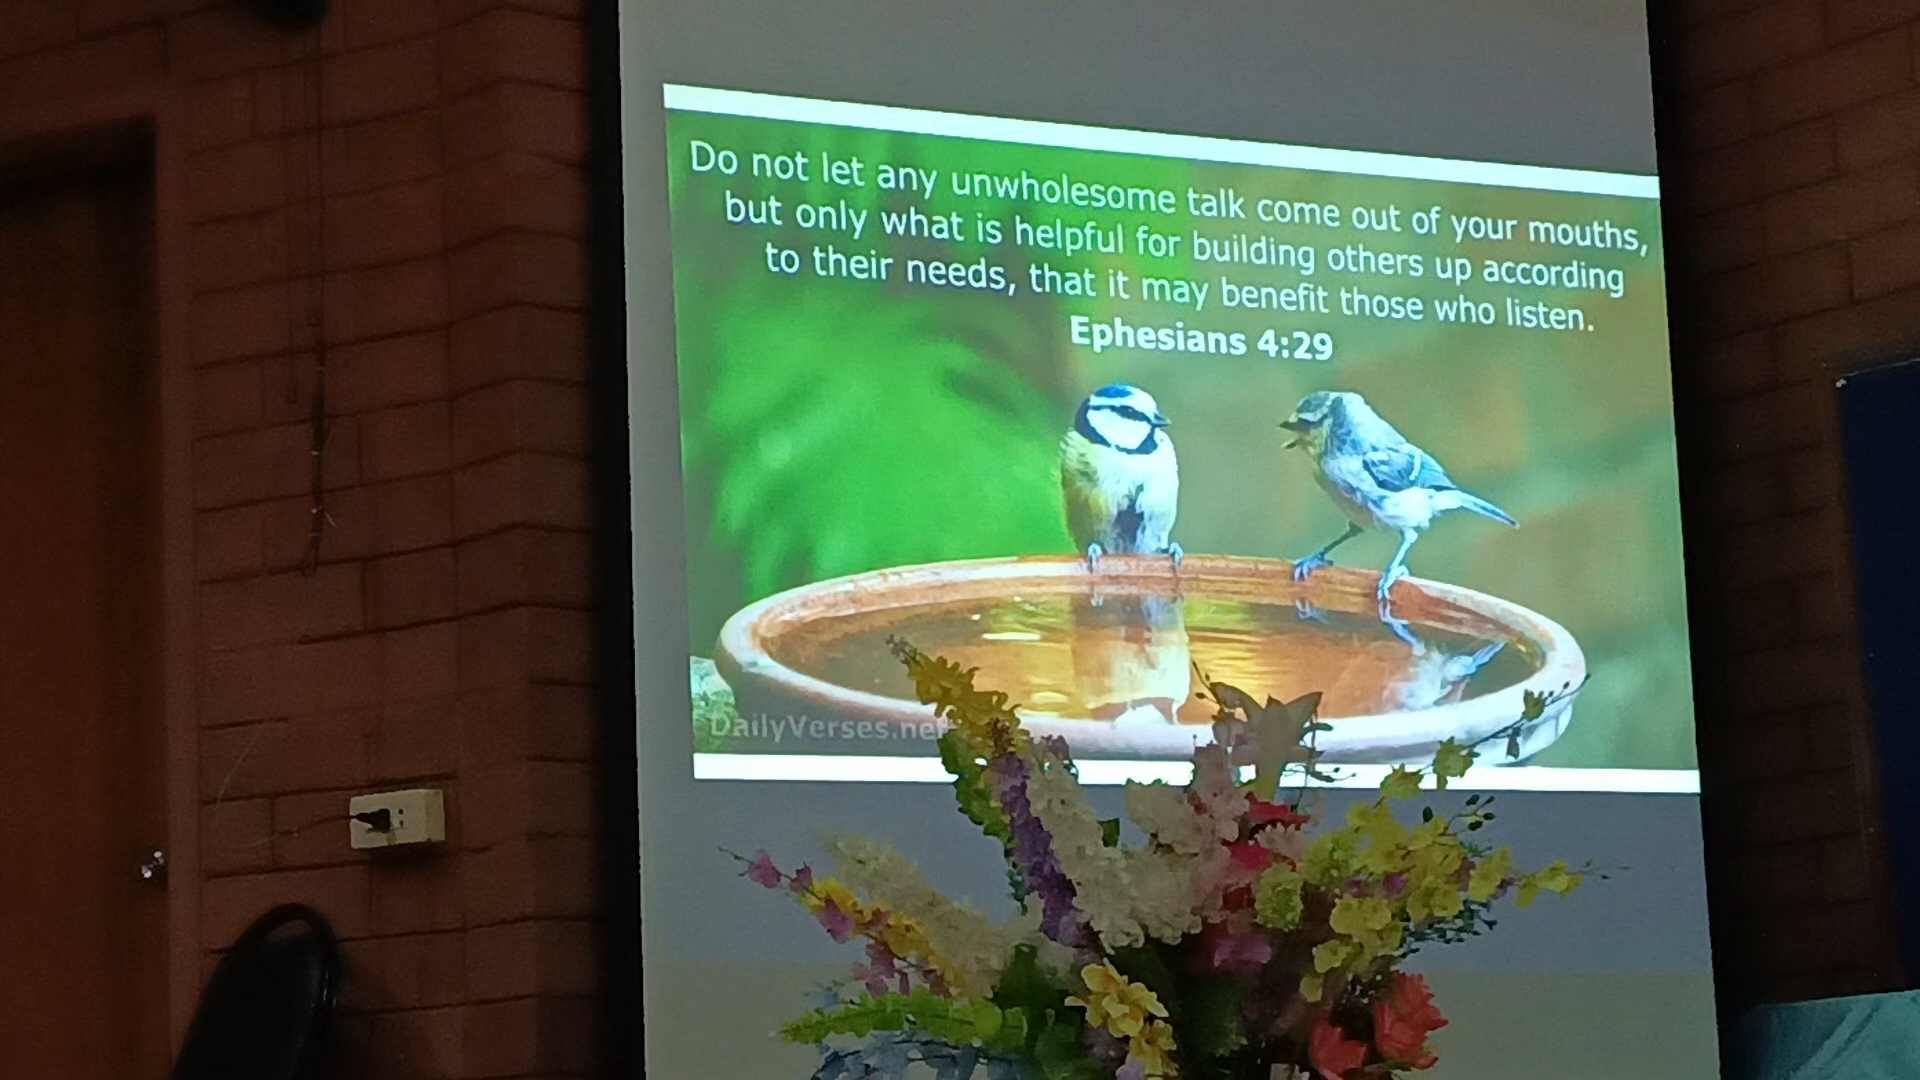 Do not let any unwholesome talk come out of your mouths,
but only what is helpful for building others up according
to their needs, that it may benefit those who listen.
Ephesians 4:29
DailyVerses.net